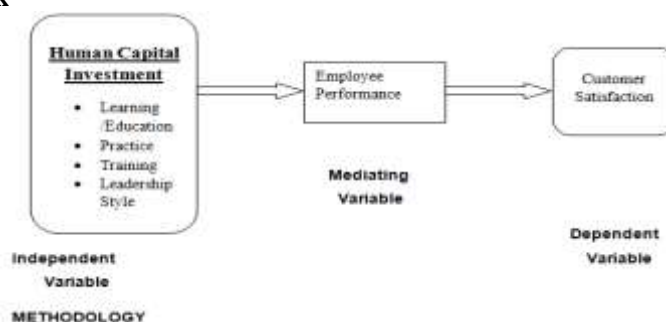 Human Capital
Investment
• Learning
/Education
• Practice
• Training
• Leadership
Style
Employee
Performance
Customer
Satisfaction
Mediating
Variable
Independent
Variable
Dependent
Variable
METHODOLOGY